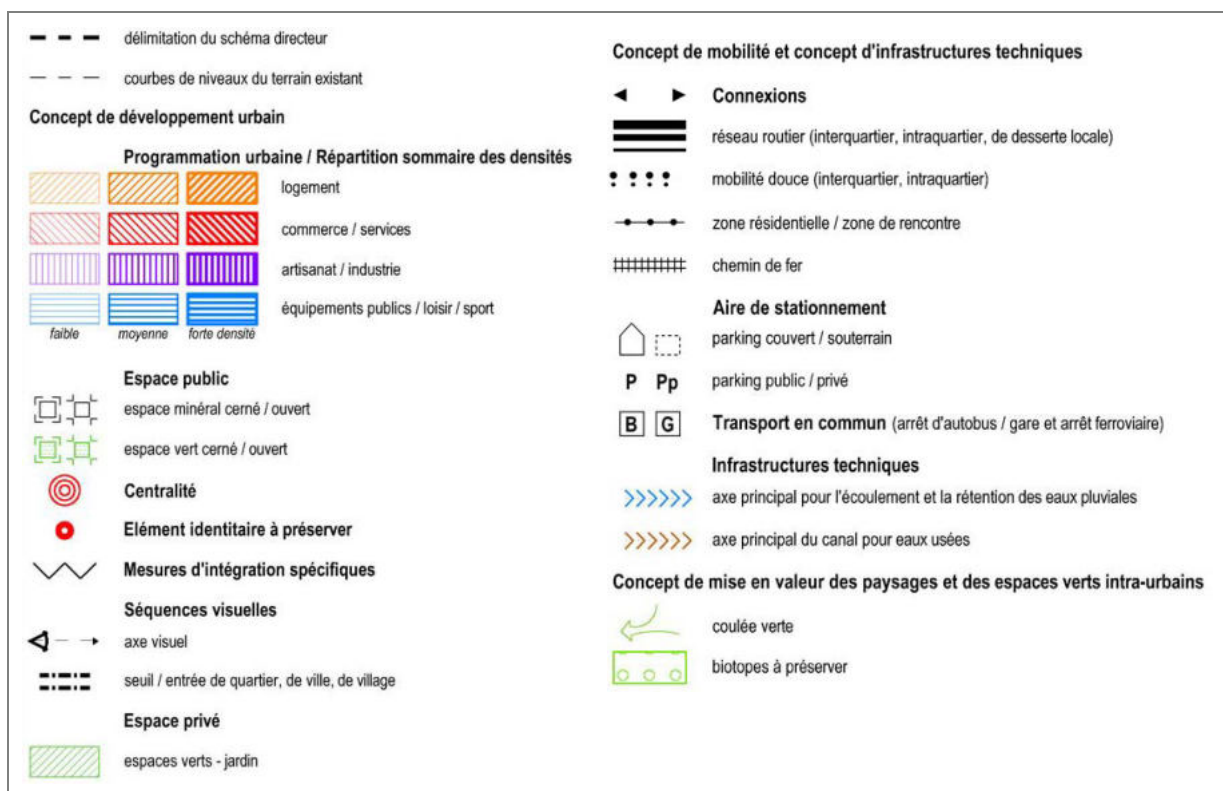 délimitation du schéma directeur
courbes de niveaux du terrain existant
Concept de développement urbain
Programmation urbaine / Répartition sommaire des densités
logement
commerce / services
artisanat / industrie
équipements publics / loisir / sport
faible moyenne forte densité
Espace public
espace minéral cerné / ouvert
espace vert cerné / ouvert
Centralité
Elément identitaire à préserver
Mesures d'intégration spécifiques
Séquences visuelles
axe visuel
seuil / entrée de quartier, de ville, de village
Espace privé
espaces verts - jardin
Concept de mobilité et concept d'infrastructures techniques
Connexions
réseau routier (interquartier, intraquartier, de desserte locale)
mobilité douce (interquartier, intraquartier)
zone résidentielle / zone de rencontre
chemin de fer
Aire de stationnement
parking couvert / souterrain
P Pp parking public / privé
B G Transport en commun (arrêt d'autobus / gare et arrêt ferroviaire)
Infrastructures techniques
axe principal pour l'écoulement et la rétention des eaux pluviales
axe principal du canal pour eaux usées
Concept de mise en valeur des paysages et des espaces verts intra-urbains
coulée verte
biotopes à préserver